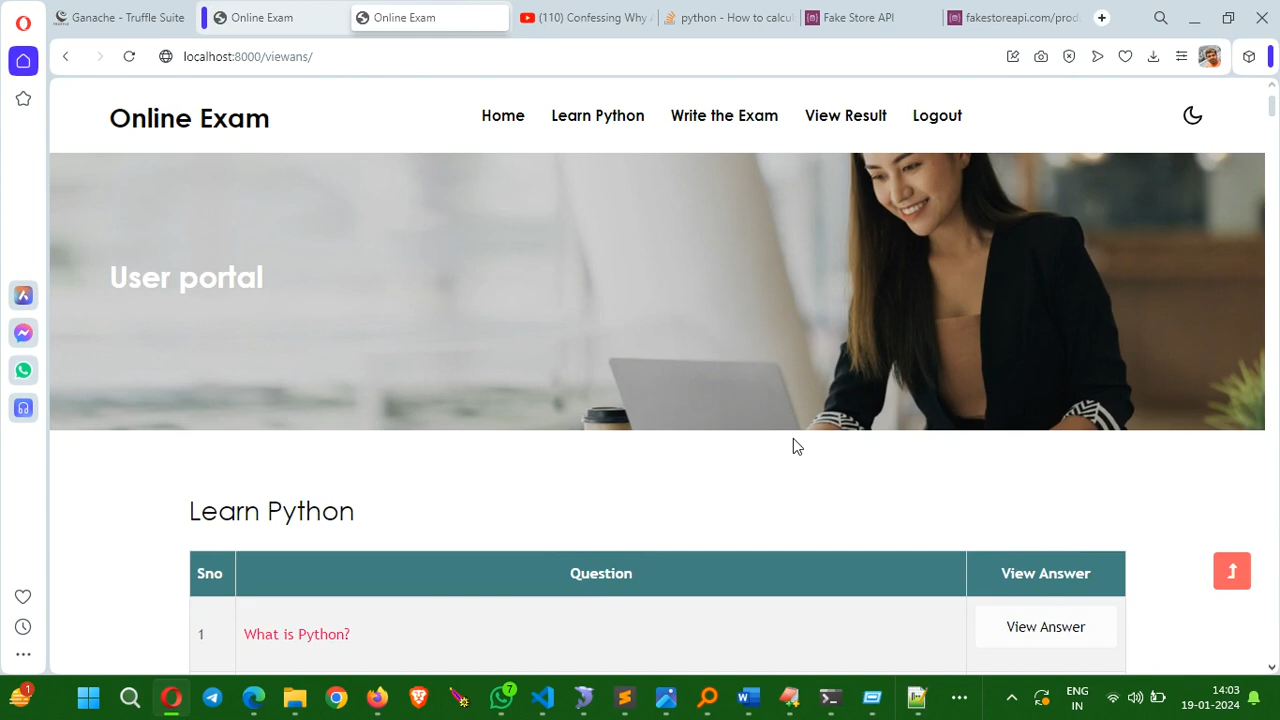 Ganache - Truffle Suite
Online Exam
Online Exam
(110) Confessing Why
python - How to calcul
Fake Store API
fakestoreapi.com/prod
localhost:8000/viewans/
Online Exam
Home
Learn Python
Write the Exam
View Result
Logout
User portal
Learn Python
Sno
Question
View Answer
1
What is Python?
View Answer
1
7
ENG
IN
14:03
19-01-2024